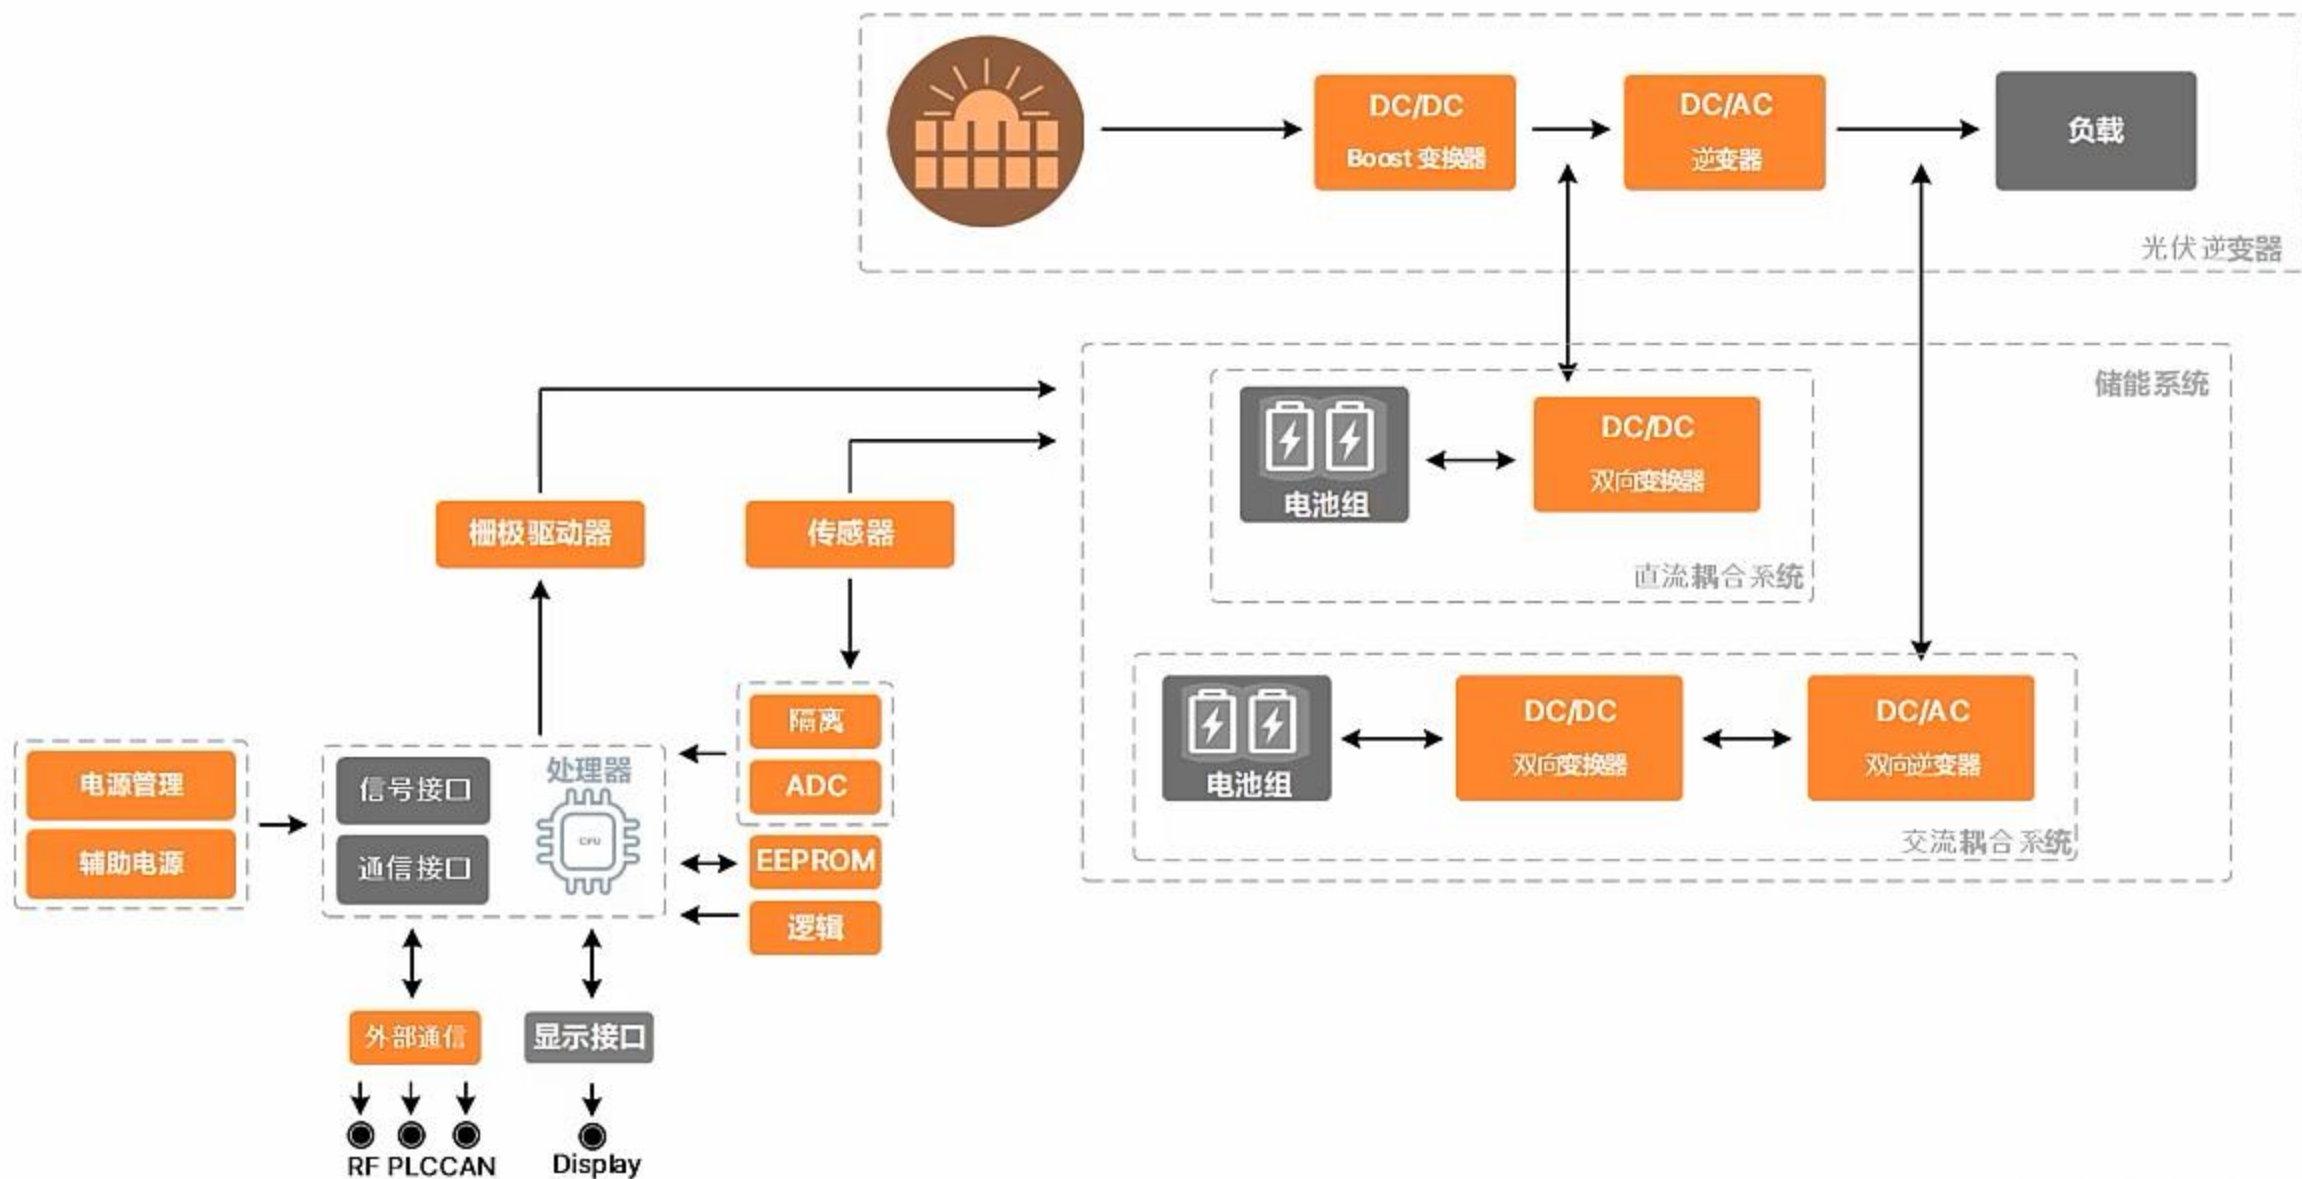 DC/DC
Boost 变换器
DC/AC
逆变器
负载
光伏逆变器
储能系统
电池组
DC/DC
双向变换器
直流耦合系统
栅极驱动器
传感器
电池组
DC/DC
双向变换器
DC/AC
双向逆变器
交流耦合系统
隔离
ADC
EEPROM
逻辑
电源管理
辅助电源
信号接口
通信接口
处理器
CPU
外部通信
显示接口
RF PLCCAN
Display